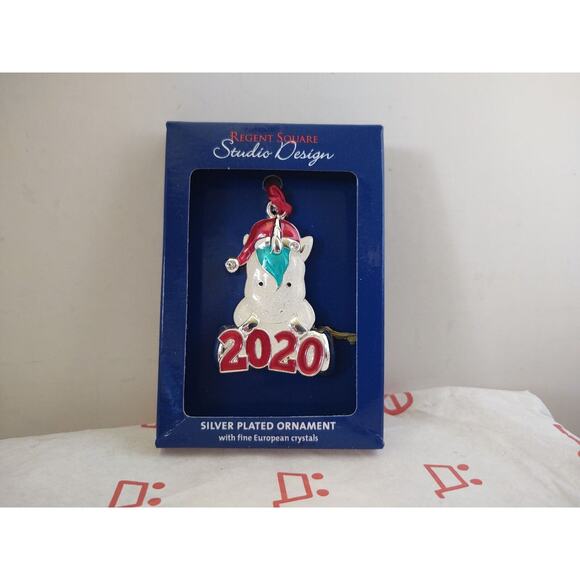 REGENT SQUARE
Studio Design
2020
SILVER PLATED ORNAMENT
with fine European crystals